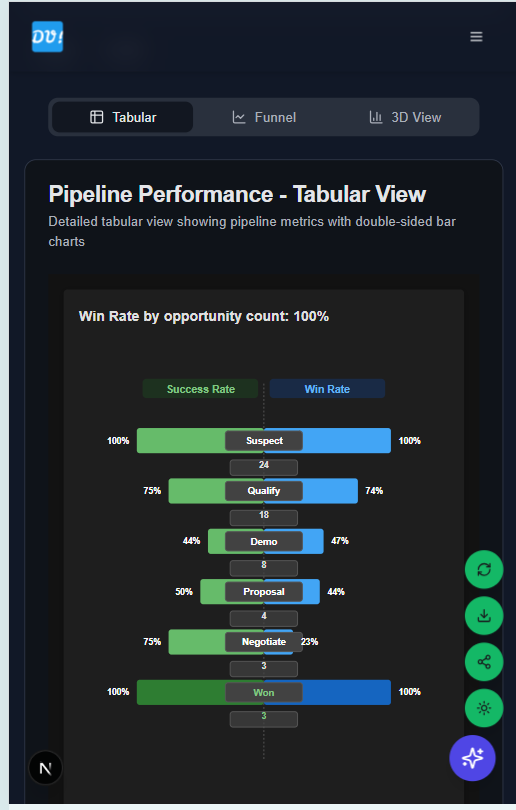 DV!
Tabular Funnel 3D View
Pipeline Performance - Tabular View
Detailed tabular view showing pipeline metrics with double-sided bar
charts
Win Rate by opportunity count: 100%
Success Rate Win Rate
100% Suspect 100%
24
75% Qualify 74%
18
44% Demo 47%
8
50% Proposal 44%
4
75% Negotiate 23%
3
100% Won 100%
3
N